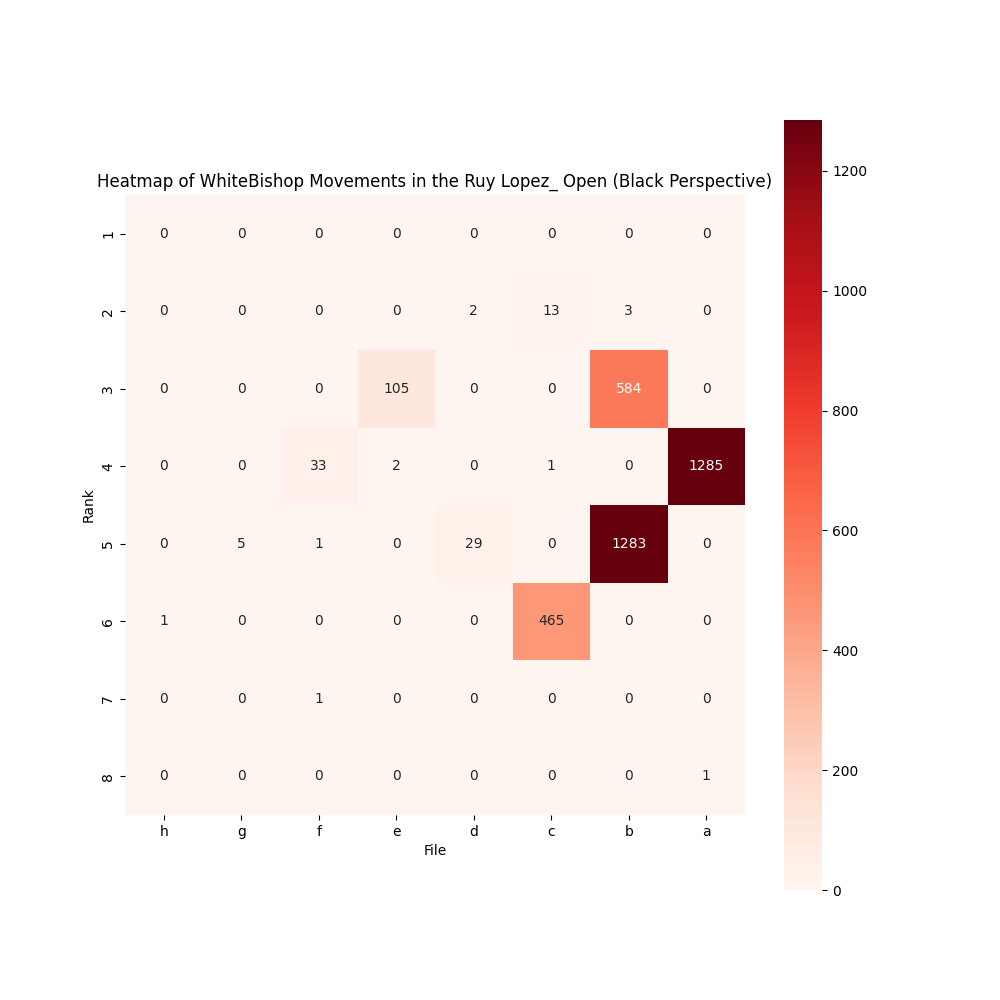 Heatmap of WhiteBishop Movements in the Ruy Lopez_ Open (Black Perspective)
1 0 0 0 0 0 0 0 0
2 0 0 0 0 2 13 3 0
3 0 0 0 105 0 0 584 0
4 0 0 33 2 0 1 0 1285
5 0 5 1 0 29 0 1283 0
6 1 0 0 0 0 465 0 0
7 0 0 1 0 0 0 0 0
8 0 0 0 0 0 0 0 1
h g f e d c b a
File
Rank
1200
1000
800
600
400
200
0